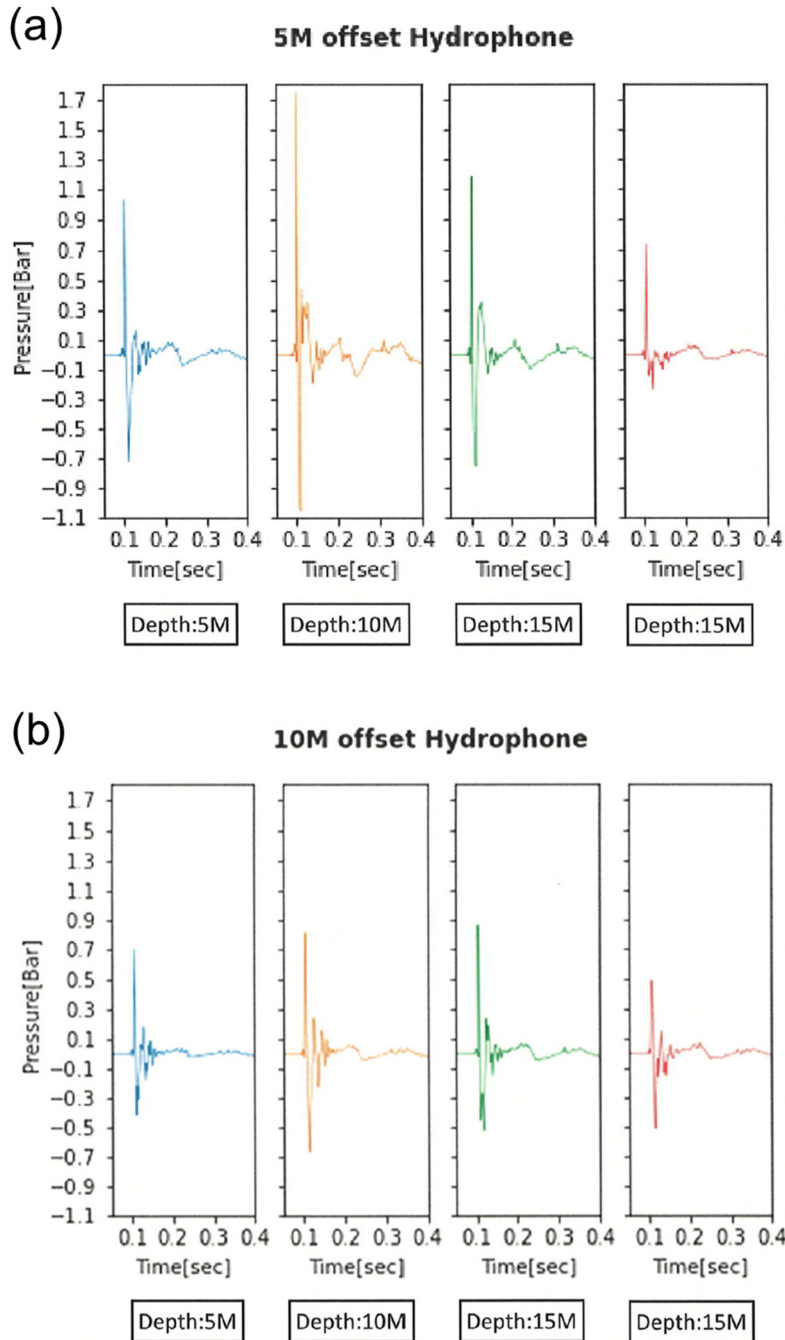 (a)
5M offset Hydrophone
Pressure[Bar]
1.7
1.5
1.3
1.1
0.9
0.7
0.5
0.3
0.1
−0.1
−0.3
−0.5
−0.7
−0.9
−1.1
0.1 0.2 0.3 0.4 0.1 0.2 0.3 0.4 0.1 0.2 0.3 0.4 0.1 0.2 0.3 0.4
Time[sec] Time[sec] Time[sec] Time[sec]
Depth:5M Depth:10M Depth:15M Depth:15M
(b)
10M offset Hydrophone
Pressure[Bar]
1.7
1.5
1.3
1.1
0.9
0.7
0.5
0.3
0.1
−0.1
−0.3
−0.5
−0.7
−0.9
−1.1
0.1 0.2 0.3 0.4 0.1 0.2 0.3 0.4 0.1 0.2 0.3 0.4 0.1 0.2 0.3 0.4
Time[sec] Time[sec] Time[sec] Time[sec]
Depth:5M Depth:10M Depth:15M Depth:15M